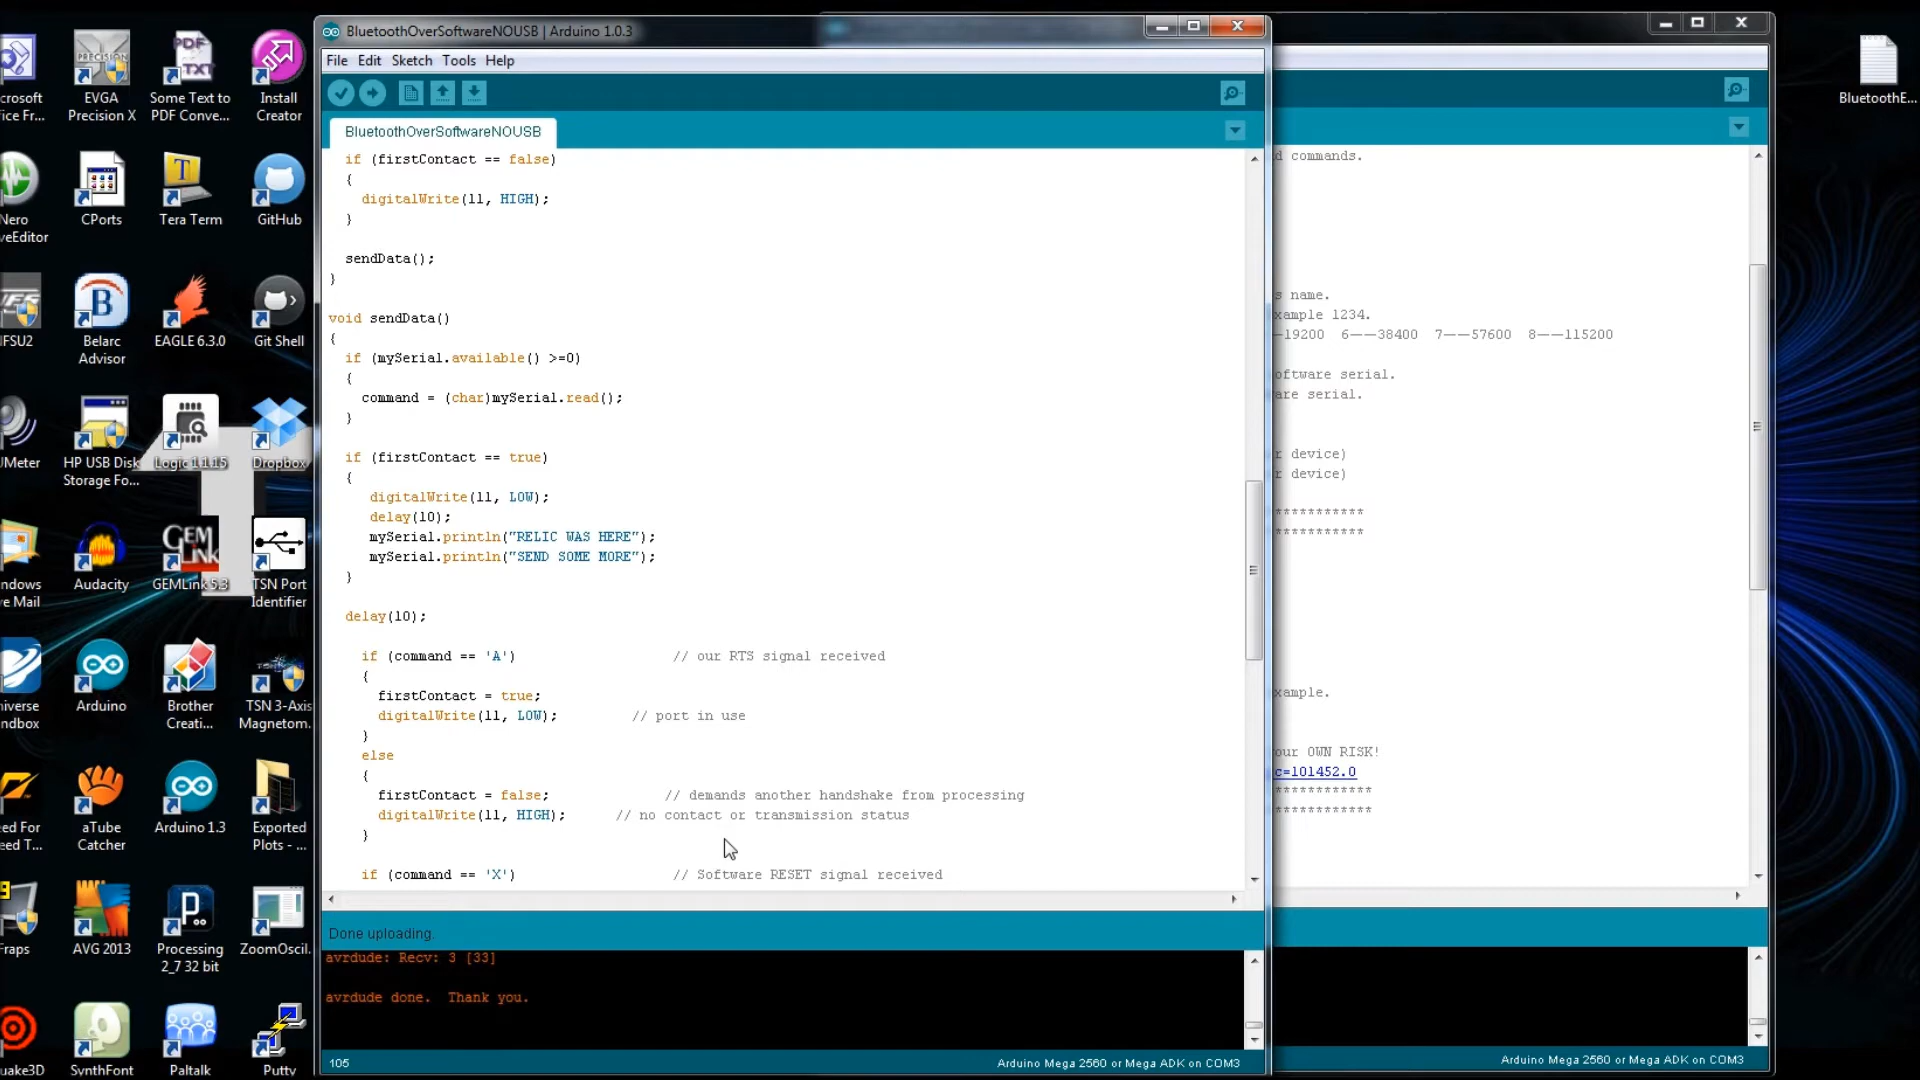 BluetoothOverSoftwareNOUSB | Arduino 1.0.3
File Edit Sketch Tools Help
BluetoothOverSoftwareNOUSB
if (firstContact == false)
{
digitalWrite(11, HIGH);
}
sendData();
}
void sendData()
{
if (mySerial.available() >=0)
{
command = (char)mySerial.read();
}
if (firstContact == true)
{
digitalWrite(11, LOW);
delay(10);
mySerial.println("RELIC WAS HERE");
mySerial.println("SEND SOME MORE");
}
delay(10);
if (command == 'A') // our RTS signal received
{
firstContact = true;
digitalWrite(11, LOW); // port in use
}
else
{
firstContact = false; // demands another handshake from processing
digitalWrite(11, HIGH); // no contact or transmission status
}
if (command == 'X') // Software RESET signal received
Done uploading.
avrdude: Recv: 3 [33]
avrdude done.  Thank you.
105
Arduino Mega 2560 or Mega ADK on COM3
d commands.
s name.
xample 1234.
—19200 6——38400 7——57600 8——115200
oftware serial.
are serial.
r device)
r device)
************
************
xample.
our OWN RISK!
c=101452.0
************
************
Arduino Mega 2560 or Mega ADK on COM3
BluetoothE...
crosoft
ice Fr...
PRECISION
EVGA
Precision X
PDF
TXT
Some Text to
PDF Conve...
Install
Creator
Nero
veEditor
CPorts
T
Tera Term
GitHub
FSU2
B
Belarc
Advisor
EAGLE 6.3.0
Git Shell
UMeter
HP USB Disk
Storage Fo...
Logic 1.1.15
Dropbox
ndows
e Mail
Audacity
GEM
LINK
GEMLink 5.3
TSN Port
Identifier
niverse
ndbox
Arduino
Brother
Creati...
TSN 3-Axis
Magnetom...
ed For
eed T...
aTube
Catcher
Arduino 1.3
Exported
Plots - ...
Fraps
AVG 2013
P
Processing
2_7 32 bit
ZoomOscil...
uake3D
SynthFont
Paltalk
Putty